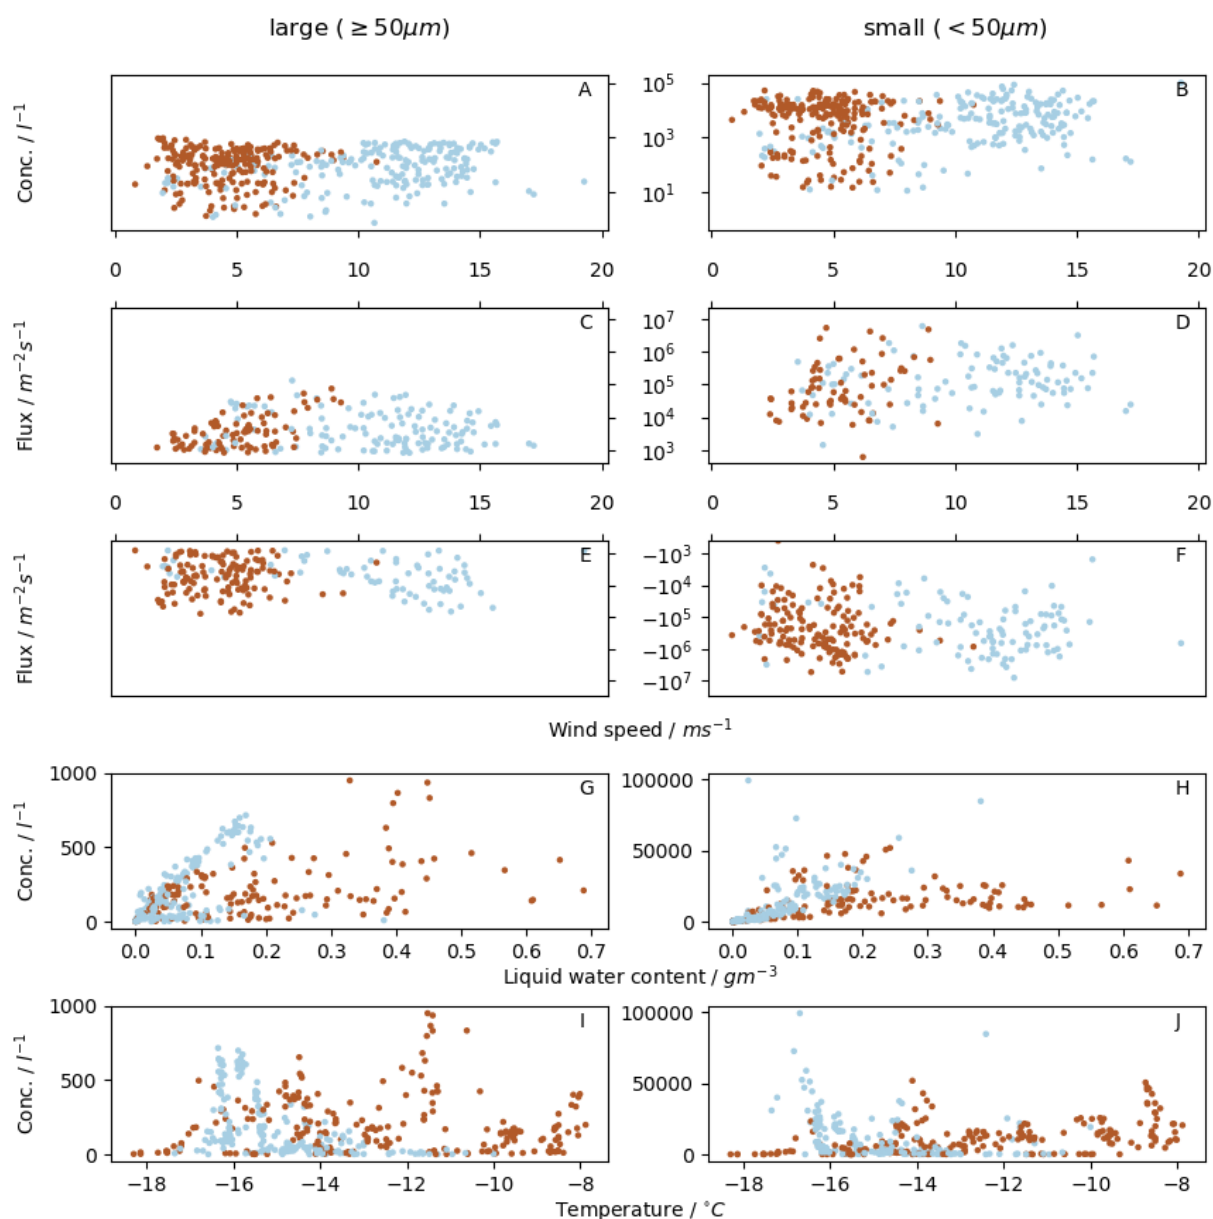 large ( ≥ 50μm) small ( < 50μm)
Conc. / l⁻¹ A 10⁵ 10³ 10¹ B
0 5 10 15 20 0 5 10 15 20
Flux / m⁻²s⁻¹ C 10⁷ 10⁶ 10⁵ 10⁴ 10³ D
0 5 10 15 20 0 5 10 15 20
Flux / m⁻²s⁻¹ E −10³ −10⁴ −10⁵ −10⁶ −10⁷ F
Wind speed / ms⁻¹
Conc. / l⁻¹ 1000 500 0 G 100000 50000 0 H
0.0 0.1 0.2 0.3 0.4 0.5 0.6 0.7 0.0 0.1 0.2 0.3 0.4 0.5 0.6 0.7
Liquid water content / gm⁻³
Conc. / l⁻¹ 1000 500 0 I 100000 50000 0 J
−18 −16 −14 −12 −10 −8 −18 −16 −14 −12 −10 −8
Temperature / °C